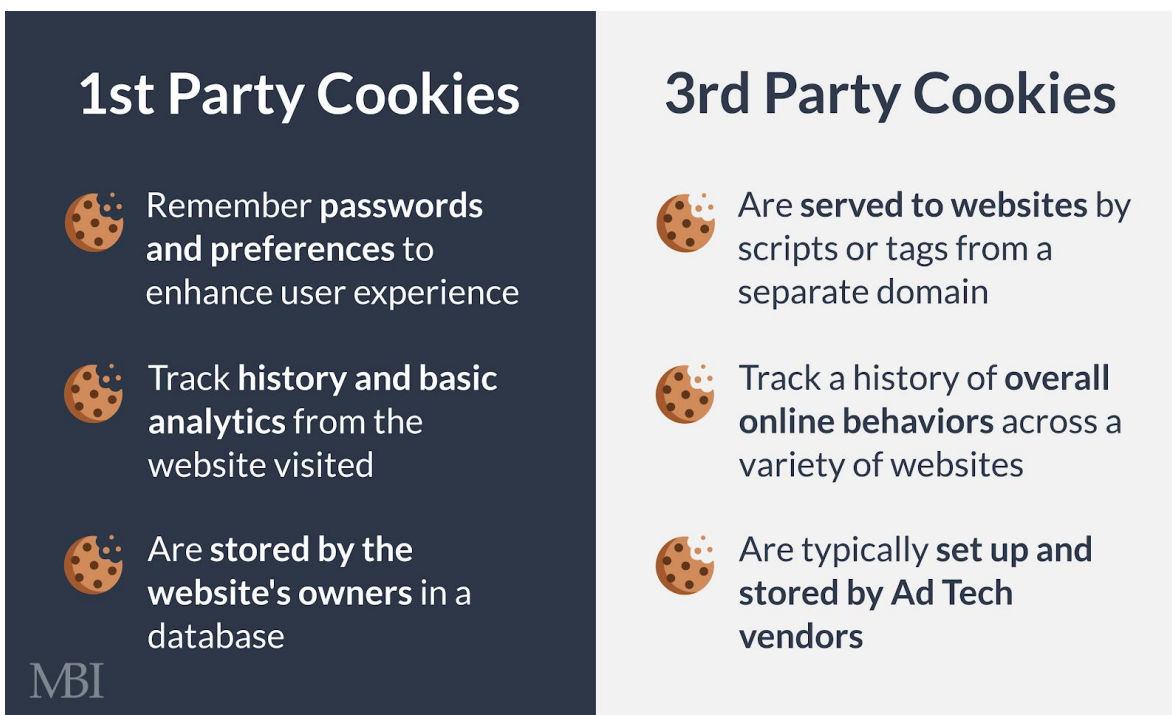 1st Party Cookies
Remember passwords
and preferences to
enhance user experience
Track history and basic
analytics from the
website visited
Are stored by the
website's owners in a
database
MBI
3rd Party Cookies
Are served to websites by
scripts or tags from a
separate domain
Track a history of overall
online behaviors across a
variety of websites
Are typically set up and
stored by Ad Tech
vendors